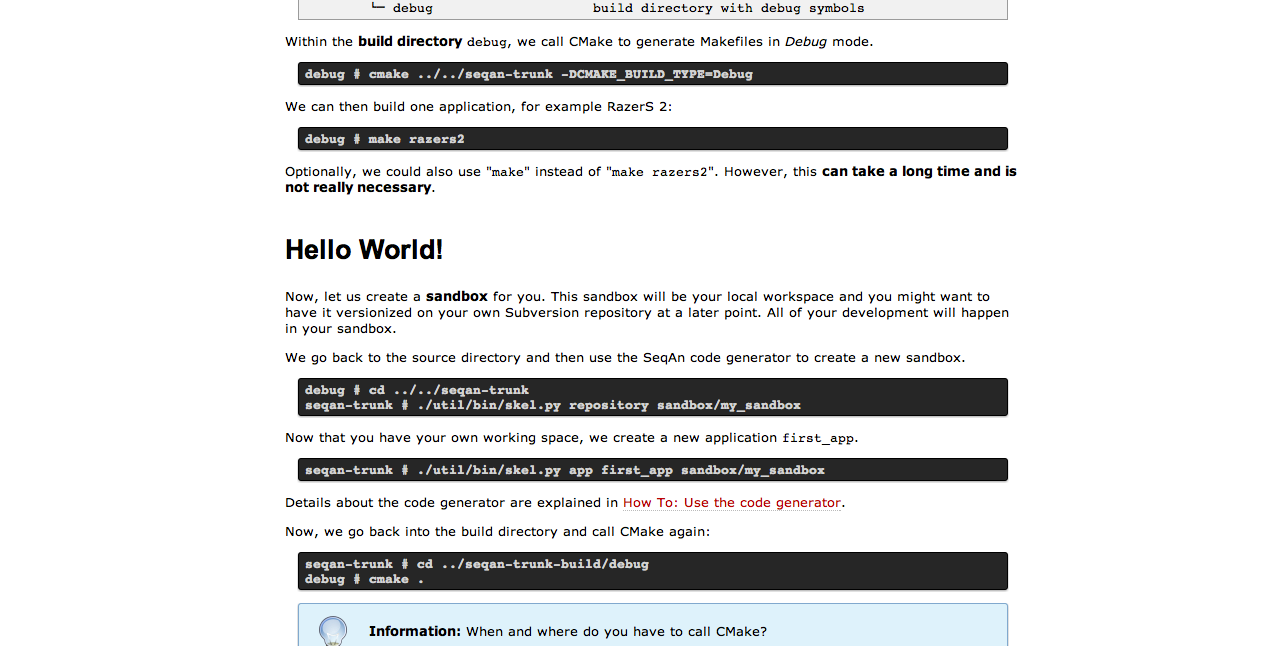 └─ debug build directory with debug symbols
Within the build directory debug, we call CMake to generate Makefiles in Debug mode.
debug # cmake ../../seqan-trunk -DCMAKE_BUILD_TYPE=Debug
We can then build one application, for example RazerS 2:
debug # make razers2
Optionally, we could also use "make" instead of "make razers2". However, this can take a long time and is
not really necessary.
Hello World!
Now, let us create a sandbox for you. This sandbox will be your local workspace and you might want to
have it versionized on your own Subversion repository at a later point. All of your development will happen
in your sandbox.
We go back to the source directory and then use the SeqAn code generator to create a new sandbox.
debug # cd ../../seqan-trunk
seqan-trunk # ./util/bin/skel.py repository sandbox/my_sandbox
Now that you have your own working space, we create a new application first_app.
seqan-trunk # ./util/bin/skel.py app first_app sandbox/my_sandbox
Details about the code generator are explained in How To: Use the code generator.
Now, we go back into the build directory and call CMake again:
seqan-trunk # cd ../seqan-trunk-build/debug
debug # cmake .
Information: When and where do you have to call CMake?